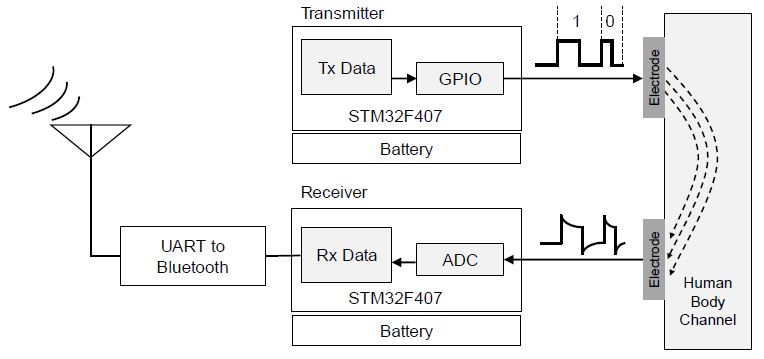 Transmitter
1 0
Tx Data
GPIO
Electrode
STM32F407
Battery
Receiver
UART to
Bluetooth
Rx Data
ADC
Electrode
STM32F407
Battery
Human
Body
Channel